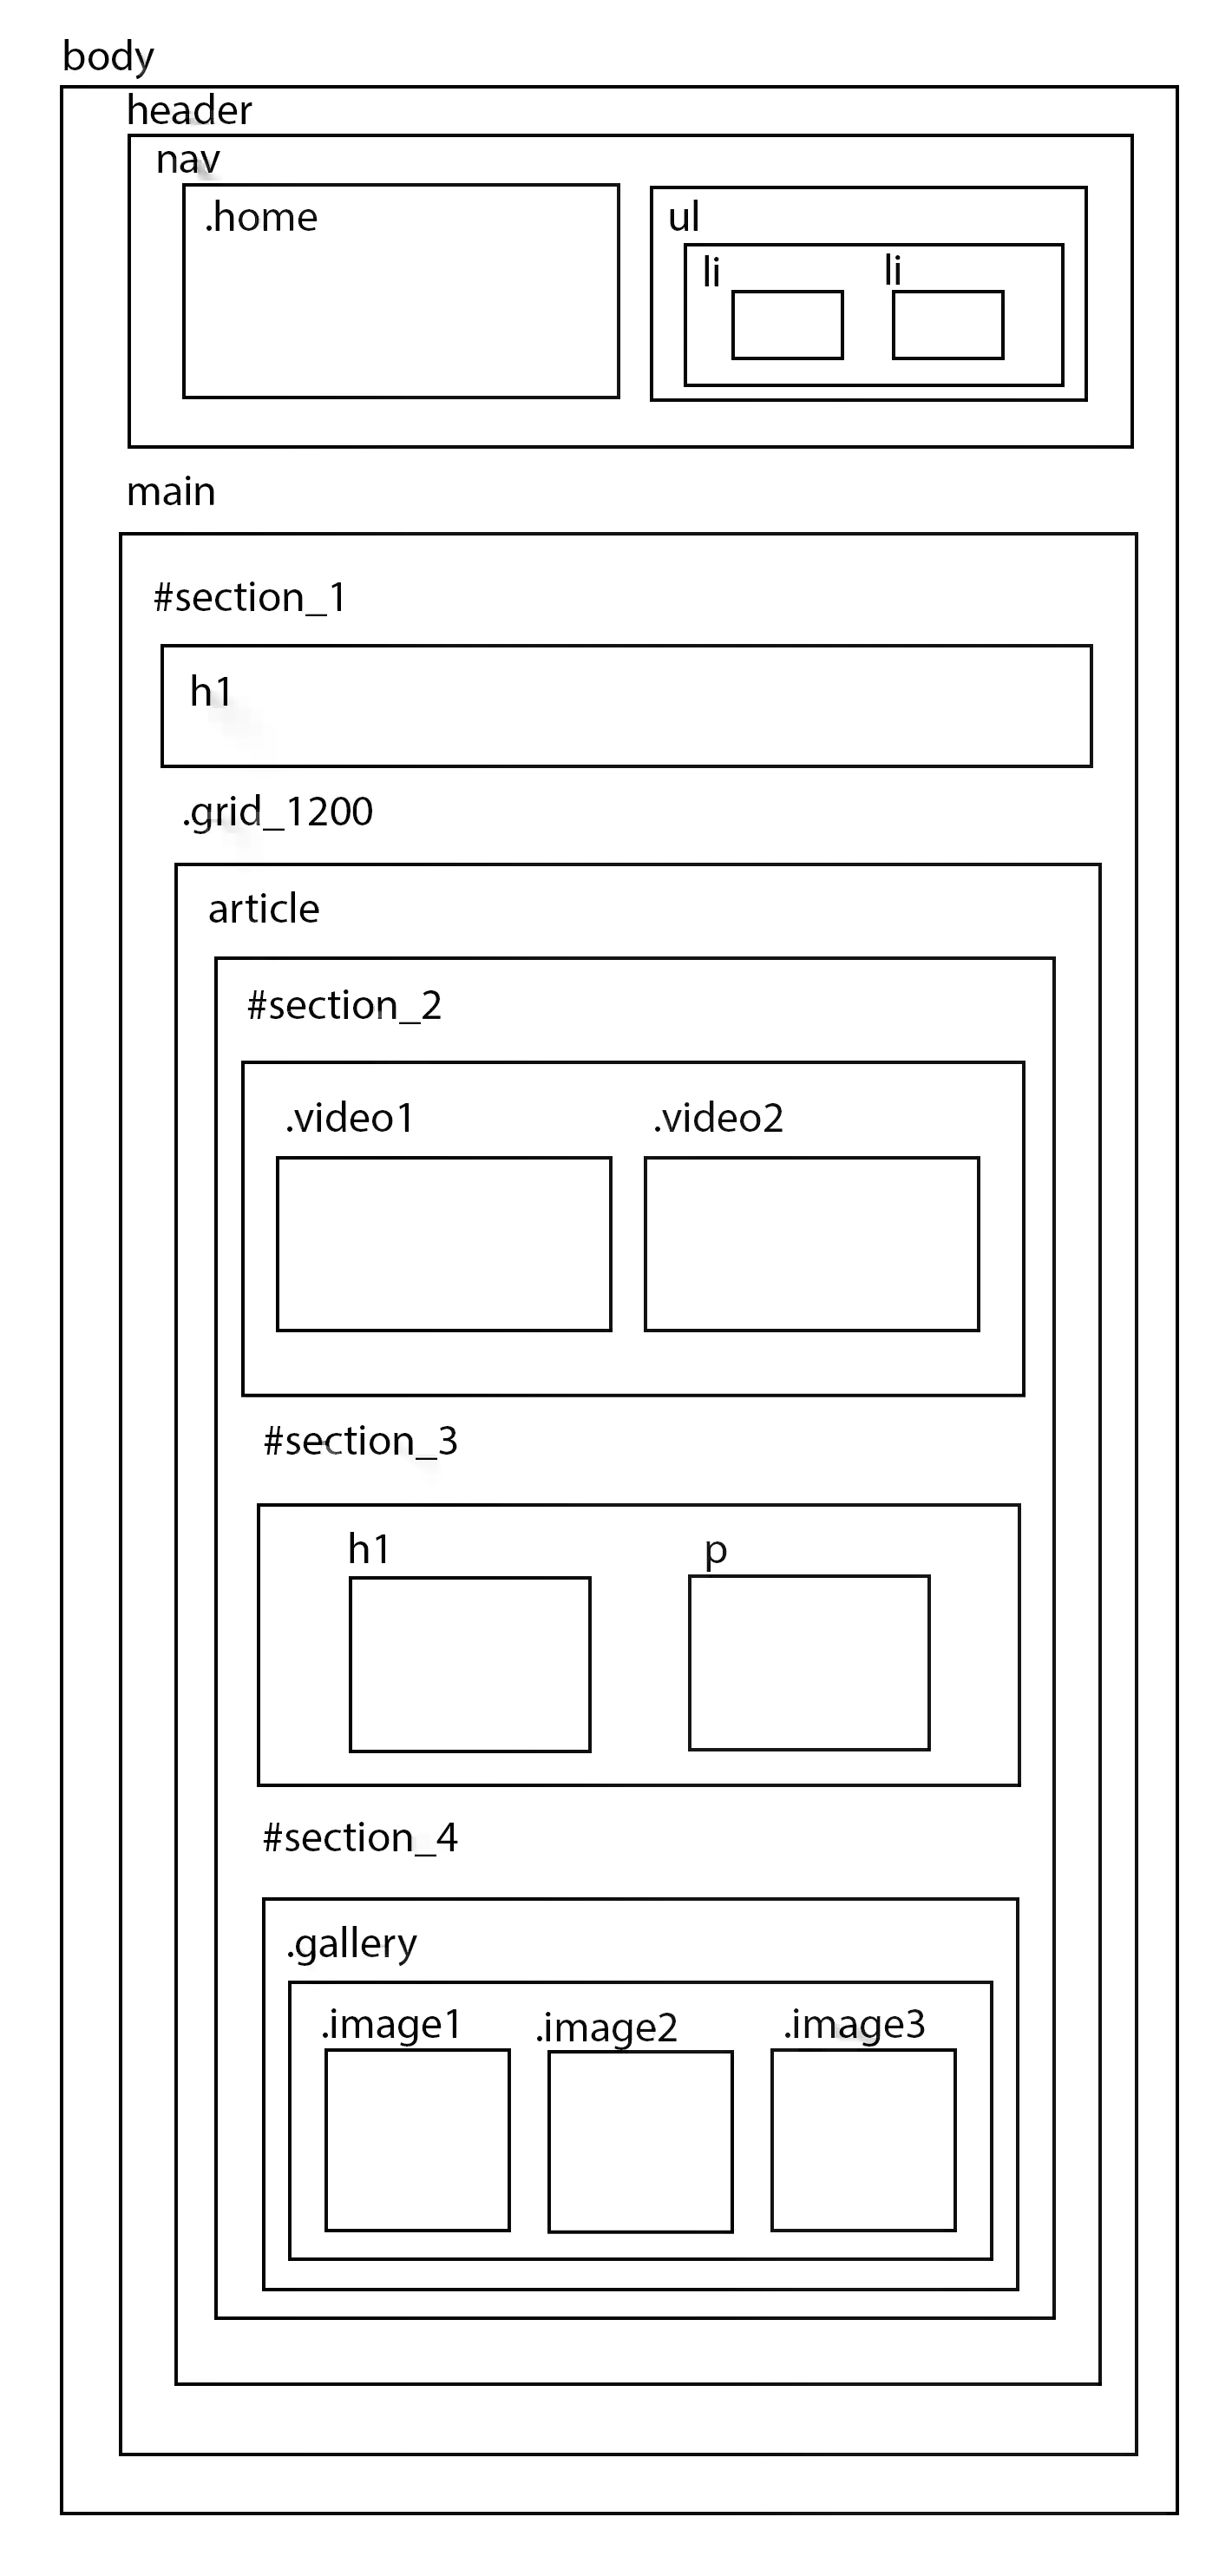 body
header
nav
.home
ul
li li
main
#section_1
h1
.grid_1200
article
#section_2
.video1 .video2
#section_3
h1 p
#section_4
.gallery
.image1 .image2 .image3